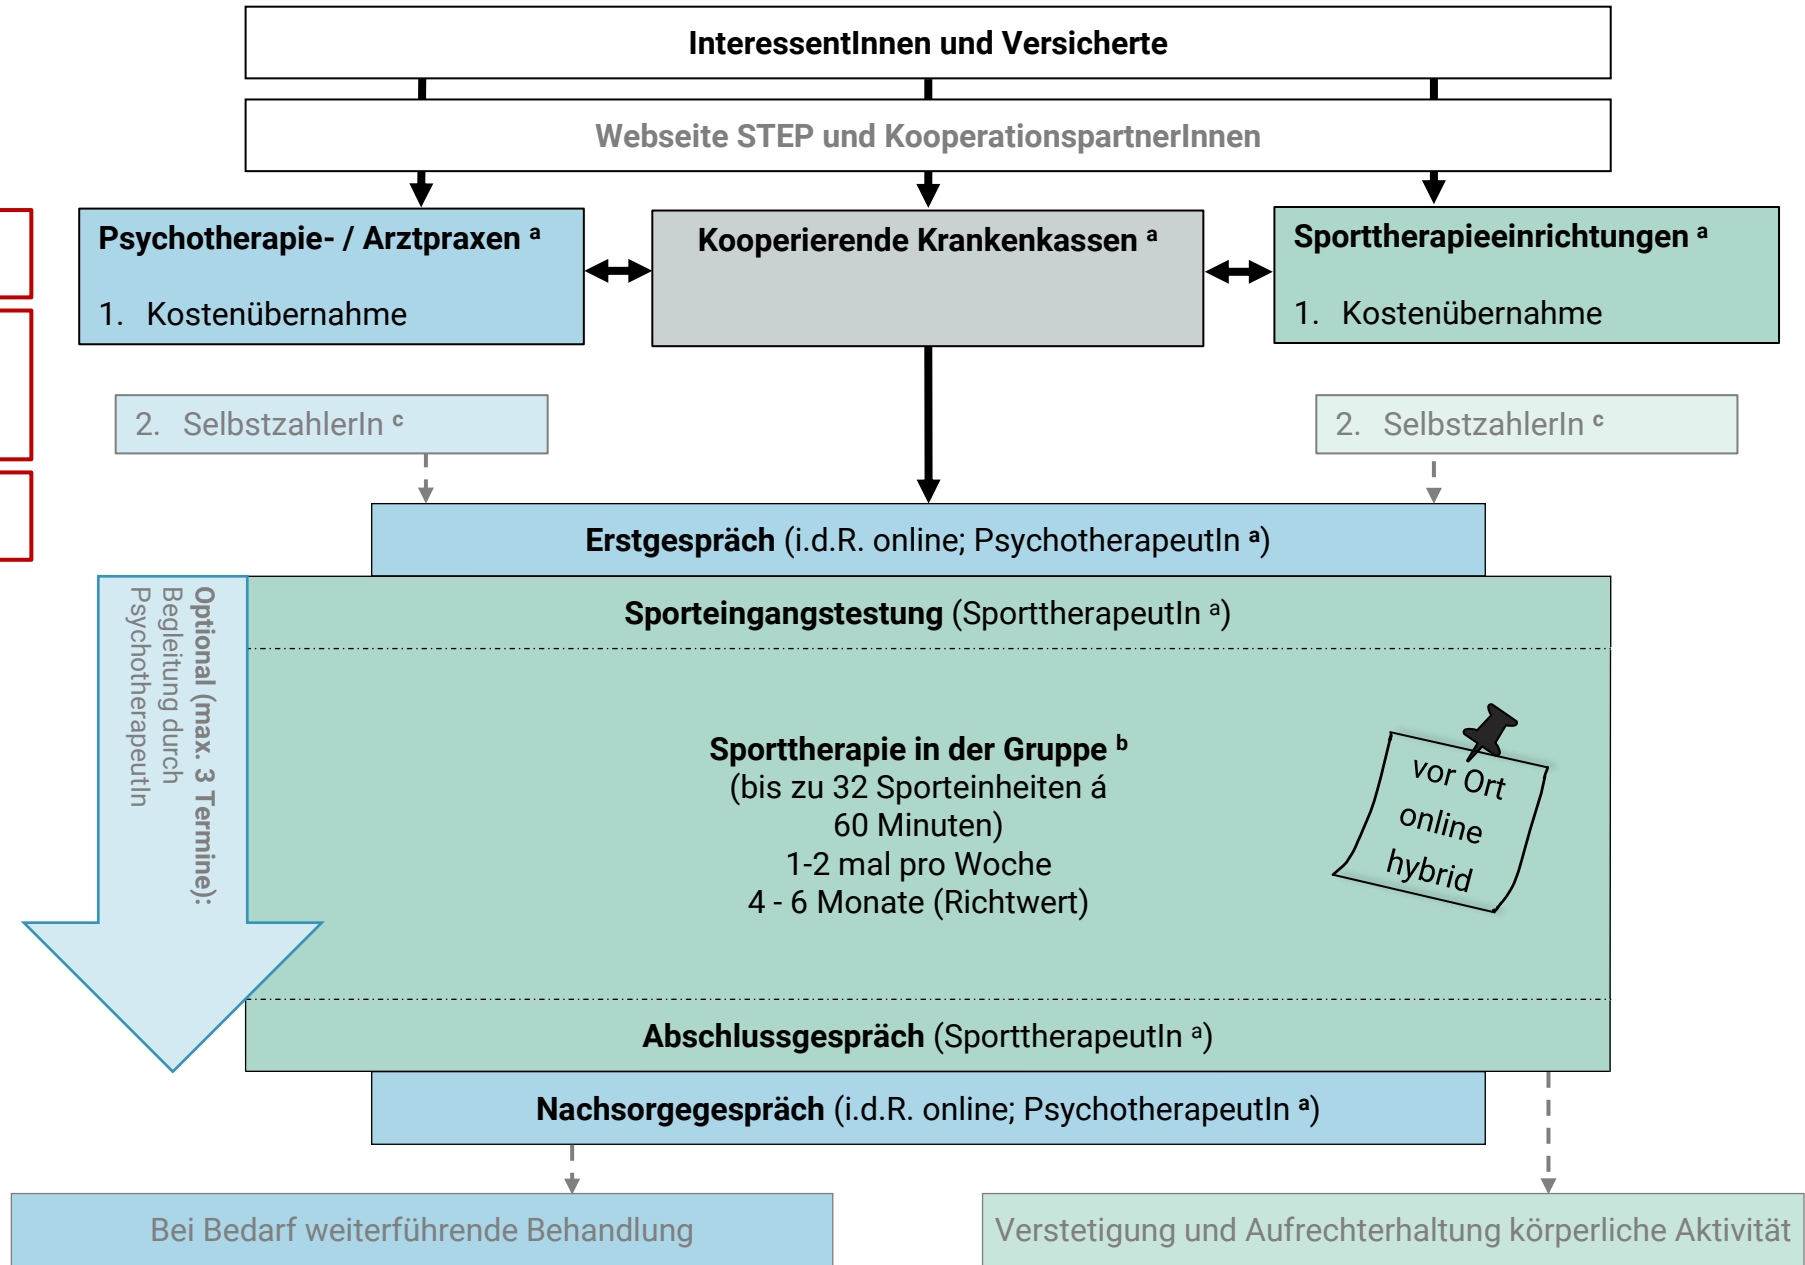 InteressentInnen und Versicherte
Webseite STEP und KooperationspartnerInnen
Psychotherapie- / Arztpraxen ᵃ
1. Kostenübernahme
Kooperierende Krankenkassen ᵃ
Sporttherapieeinrichtungen ᵃ
1. Kostenübernahme
2. SelbstzahlerIn ᶜ
2. SelbstzahlerIn ᶜ
Erstgespräch (i.d.R. online; PsychotherapeutIn ᵃ)
Optional (max. 3 Termine):
Begleitung durch
PsychotherapeutIn
Sporteingangstestung (SporttherapeutIn ᵃ)
Sporttherapie in der Gruppe ᵇ
(bis zu 32 Sporteinheiten á
60 Minuten)
1-2 mal pro Woche
4 - 6 Monate (Richtwert)
vor Ort
online
hybrid
Abschlussgespräch (SporttherapeutIn ᵃ)
Nachsorgegespräch (i.d.R. online; PsychotherapeutIn ᵃ)
Bei Bedarf weiterführende Behandlung
Verstetigung und Aufrechterhaltung körperliche Aktivität